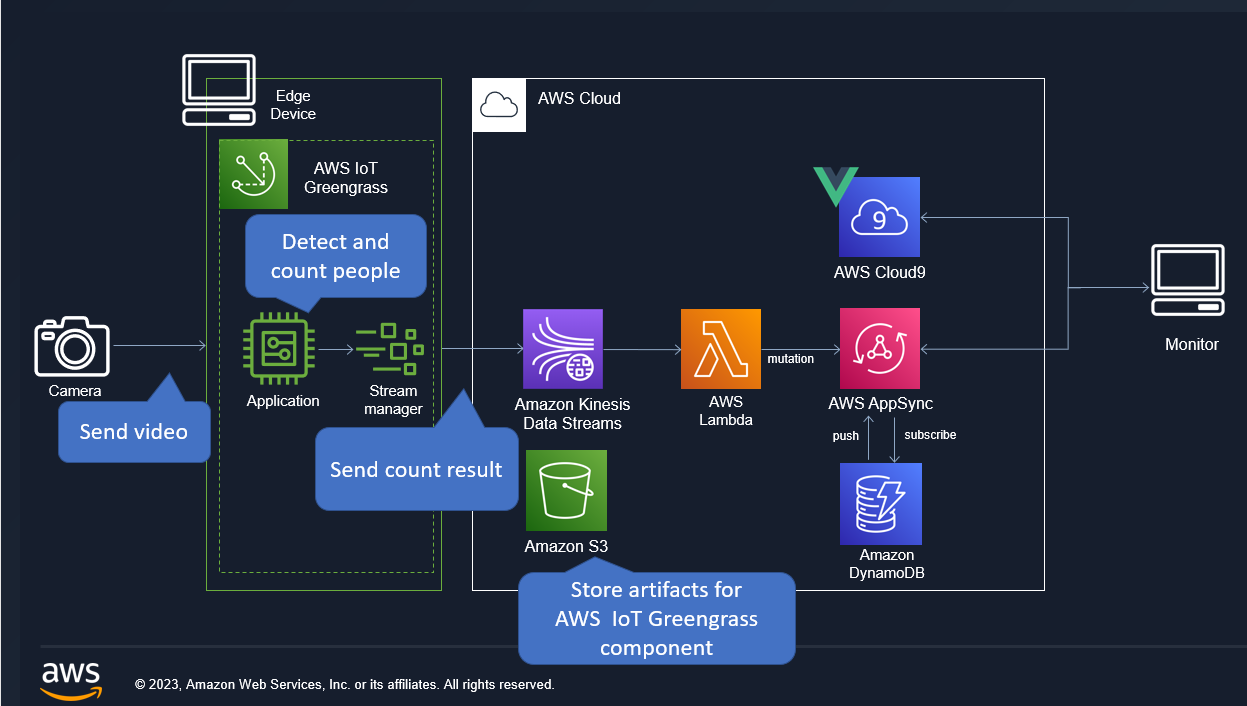 Edge
Device
AWS Cloud
AWS IoT
Greengrass
Detect and
count people
9
AWS Cloud9
Camera
Application
Stream
manager
Send video
Send count result
Amazon Kinesis
Data Streams
AWS
Lambda
mutation
AWS AppSync
Monitor
push
subscribe
Amazon S3
Amazon
DynamoDB
Store artifacts for
AWS  IoT Greengrass
component
aws
© 2023, Amazon Web Services, Inc. or its affiliates. All rights reserved.